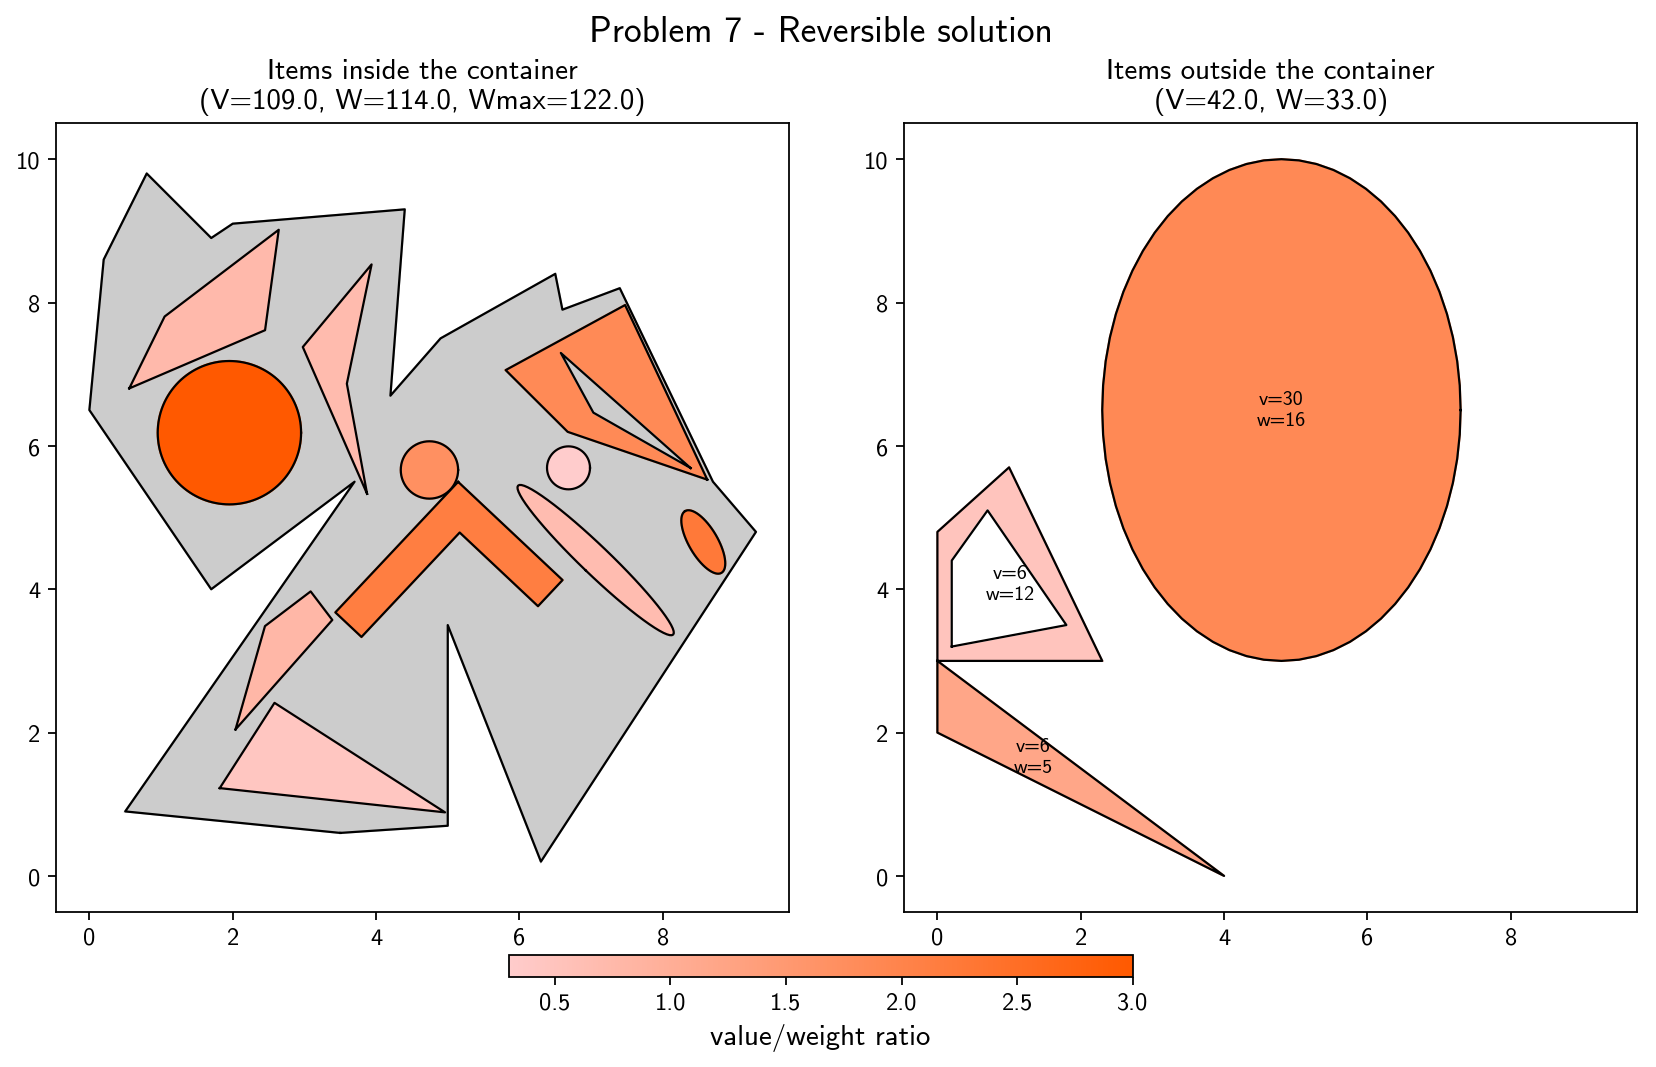 Problem 7 - Reversible solution
Items inside the container
(V=109.0, W=114.0, Wmax=122.0)
10
8
6
4
2
0
0 2 4 6 8
Items outside the container
(V=42.0, W=33.0)
10
8
6
4
2
0
v=30
w=16
v=6
w=12
v=6
w=5
0 2 4 6 8
0.5 1.0 1.5 2.0 2.5 3.0
value/weight ratio